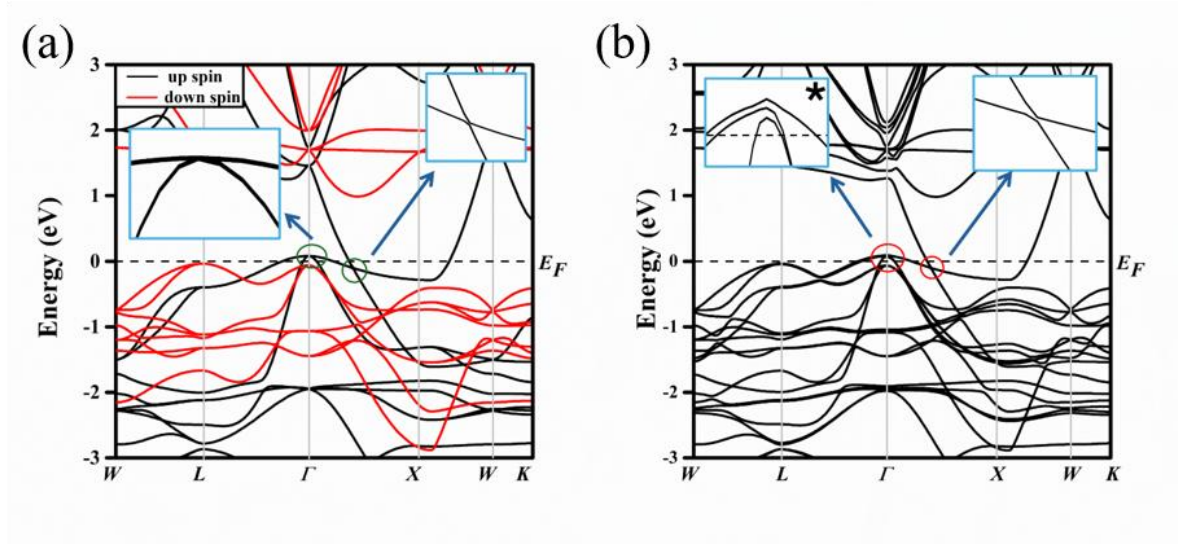 (a)
Energy (eV)
3
2
1
0
-1
-2
-3
up spin
down spin
E_F
W L Γ X W K
(b)
Energy (eV)
3
2
1
0
-1
-2
-3
*
E_F
W L Γ X W K